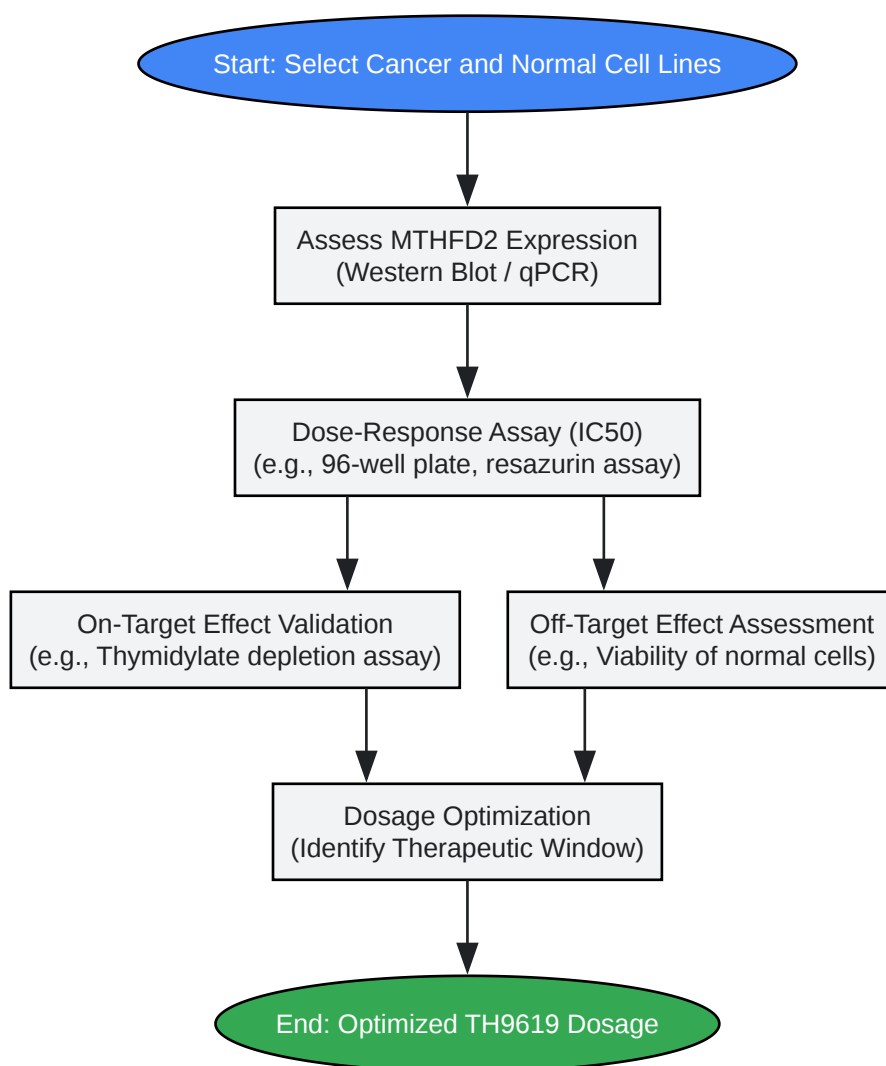 Start: Select Cancer and Normal Cell Lines
Assess MTHFD2 Expression
(Western Blot / qPCR)
Dose-Response Assay (IC50)
(e.g., 96-well plate, resazurin assay)
On-Target Effect Validation
(e.g., Thymidylate depletion assay)
Off-Target Effect Assessment
(e.g., Viability of normal cells)
Dosage Optimization
(Identify Therapeutic Window)
End: Optimized TH9619 Dosage